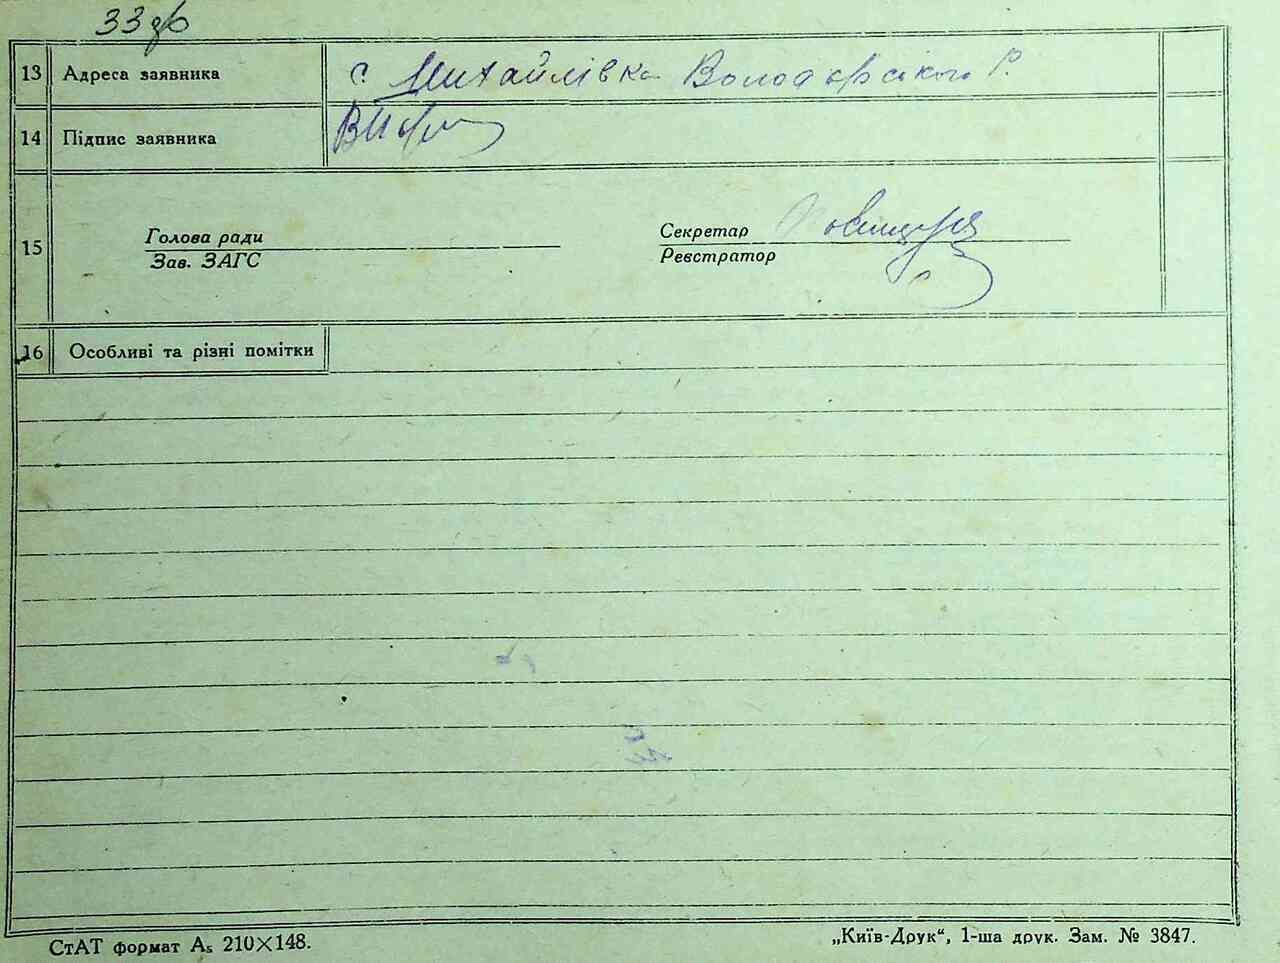 33зв
13 Адреса заявника с. Михайлівка Володарського р.
14 Підпис заявника
15 Голова ради Секретар
Зав. ЗАГС Реєстратор
16 Особливі та різні помітки
СтАТ формат А₅ 210×148. „Київ-Друк“, 1-ша друк. Зам. № 3847.